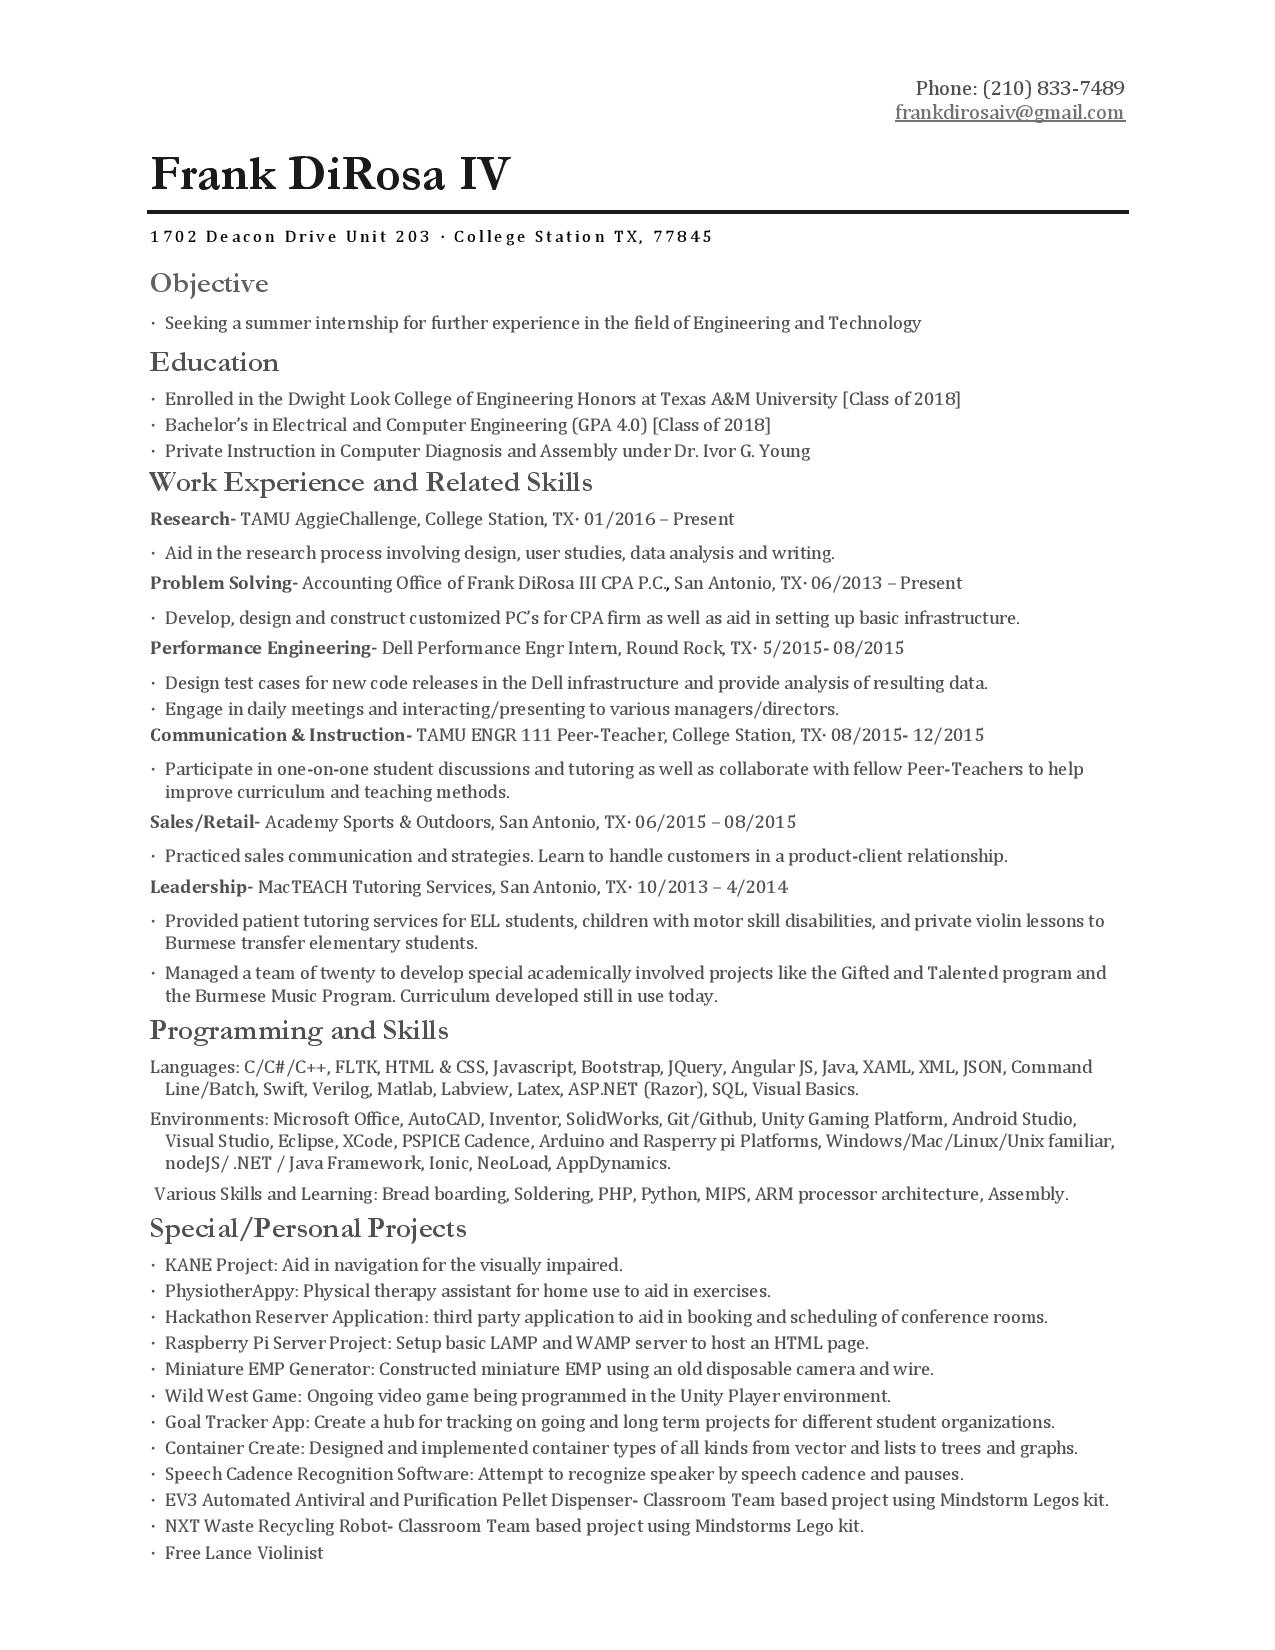 Phone: (210) 833-7489
frankdirosaiv@gmail.com
Frank DiRosa IV
1702 Deacon Drive Unit 203 · College Station TX, 77845
Objective
· Seeking a summer internship for further experience in the field of Engineering and Technology
Education
· Enrolled in the Dwight Look College of Engineering Honors at Texas A&M University [Class of 2018]
· Bachelor’s in Electrical and Computer Engineering (GPA 4.0) [Class of 2018]
· Private Instruction in Computer Diagnosis and Assembly under Dr. Ivor G. Young
Work Experience and Related Skills
Research- TAMU AggieChallenge, College Station, TX· 01/2016 – Present
· Aid in the research process involving design, user studies, data analysis and writing.
Problem Solving- Accounting Office of Frank DiRosa III CPA P.C., San Antonio, TX· 06/2013 – Present
· Develop, design and construct customized PC’s for CPA firm as well as aid in setting up basic infrastructure.
Performance Engineering- Dell Performance Engr Intern, Round Rock, TX· 5/2015- 08/2015
· Design test cases for new code releases in the Dell infrastructure and provide analysis of resulting data.
· Engage in daily meetings and interacting/presenting to various managers/directors.
Communication & Instruction- TAMU ENGR 111 Peer-Teacher, College Station, TX· 08/2015- 12/2015
· Participate in one-on-one student discussions and tutoring as well as collaborate with fellow Peer-Teachers to help
improve curriculum and teaching methods.
Sales/Retail- Academy Sports & Outdoors, San Antonio, TX· 06/2015 – 08/2015
· Practiced sales communication and strategies. Learn to handle customers in a product-client relationship.
Leadership- MacTEACH Tutoring Services, San Antonio, TX· 10/2013 – 4/2014
· Provided patient tutoring services for ELL students, children with motor skill disabilities, and private violin lessons to
Burmese transfer elementary students.
· Managed a team of twenty to develop special academically involved projects like the Gifted and Talented program and
the Burmese Music Program. Curriculum developed still in use today.
Programming and Skills
Languages: C/C#/C++, FLTK, HTML & CSS, Javascript, Bootstrap, JQuery, Angular JS, Java, XAML, XML, JSON, Command
Line/Batch, Swift, Verilog, Matlab, Labview, Latex, ASP.NET (Razor), SQL, Visual Basics.
Environments: Microsoft Office, AutoCAD, Inventor, SolidWorks, Git/Github, Unity Gaming Platform, Android Studio,
Visual Studio, Eclipse, XCode, PSPICE Cadence, Arduino and Rasperry pi Platforms, Windows/Mac/Linux/Unix familiar,
nodeJS/ .NET / Java Framework, Ionic, NeoLoad, AppDynamics.
Various Skills and Learning: Bread boarding, Soldering, PHP, Python, MIPS, ARM processor architecture, Assembly.
Special/Personal Projects
· KANE Project: Aid in navigation for the visually impaired.
· PhysiotherAppy: Physical therapy assistant for home use to aid in exercises.
· Hackathon Reserver Application: third party application to aid in booking and scheduling of conference rooms.
· Raspberry Pi Server Project: Setup basic LAMP and WAMP server to host an HTML page.
· Miniature EMP Generator: Constructed miniature EMP using an old disposable camera and wire.
· Wild West Game: Ongoing video game being programmed in the Unity Player environment.
· Goal Tracker App: Create a hub for tracking on going and long term projects for different student organizations.
· Container Create: Designed and implemented container types of all kinds from vector and lists to trees and graphs.
· Speech Cadence Recognition Software: Attempt to recognize speaker by speech cadence and pauses.
· EV3 Automated Antiviral and Purification Pellet Dispenser- Classroom Team based project using Mindstorm Legos kit.
· NXT Waste Recycling Robot- Classroom Team based project using Mindstorms Lego kit.
· Free Lance Violinist